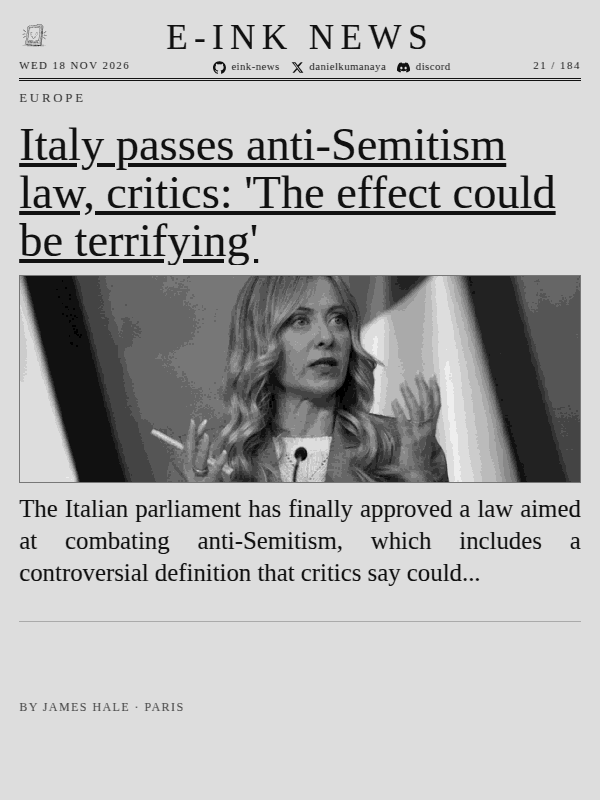 E-INK NEWS
WED 18 NOV 2026
eink-news danielkumanaya discord
21 / 184
EUROPE
Italy passes anti-Semitism
law, critics: 'The effect could
be terrifying'
The Italian parliament has finally approved a law aimed
at combating anti-Semitism, which includes a
controversial definition that critics say could...
BY JAMES HALE · PARIS